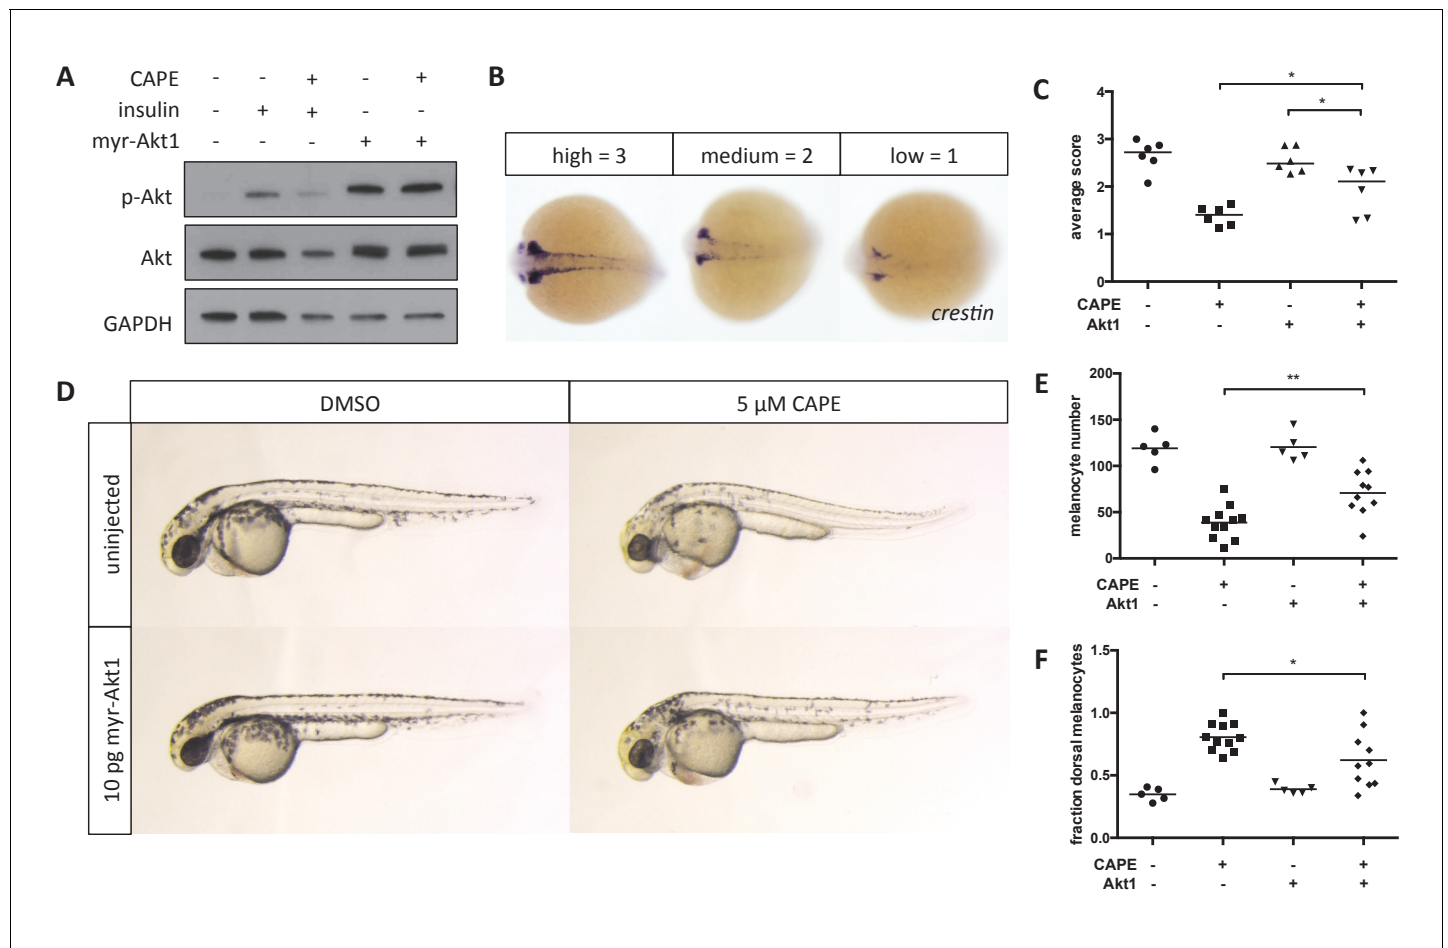 A
CAPE - - + - +
insulin - + + - -
myr-Akt1 - - - + +
p-Akt
Akt
GAPDH
B
high = 3 medium = 2 low = 1
crestin
C
*
*
average score
4
3
2
1
0
CAPE - + - +
Akt1 - - + +
D
DMSO 5 µM CAPE
uninjected
10 pg myr-Akt1
E
**
melanocyte number
200
150
100
50
0
CAPE - + - +
Akt1 - - + +
F
*
fraction dorsal melanocytes
1.5
1.0
0.5
0.0
CAPE - + - +
Akt1 - - + +